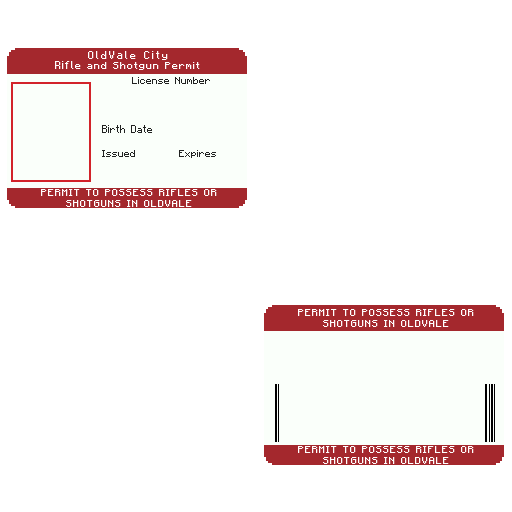 OldVale City
Rifle and Shotgun Permit
License Number
Birth Date
Issued Expires
PERMIT TO POSSESS RIFLES OR
SHOTGUNS IN OLDVALE
PERMIT TO POSSESS RIFLES OR
SHOTGUNS IN OLDVALE
PERMIT TO POSSESS RIFLES OR
SHOTGUNS IN OLDVALE